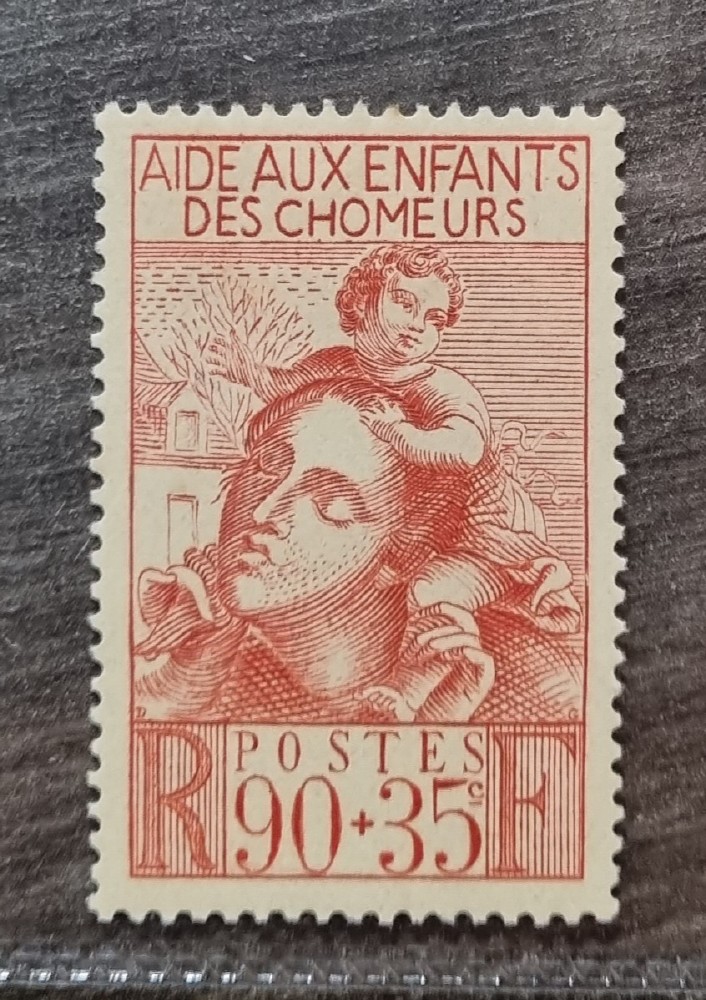 AIDE AUX ENFANTS
DES CHOMEURS
POSTES
R 90+35c F